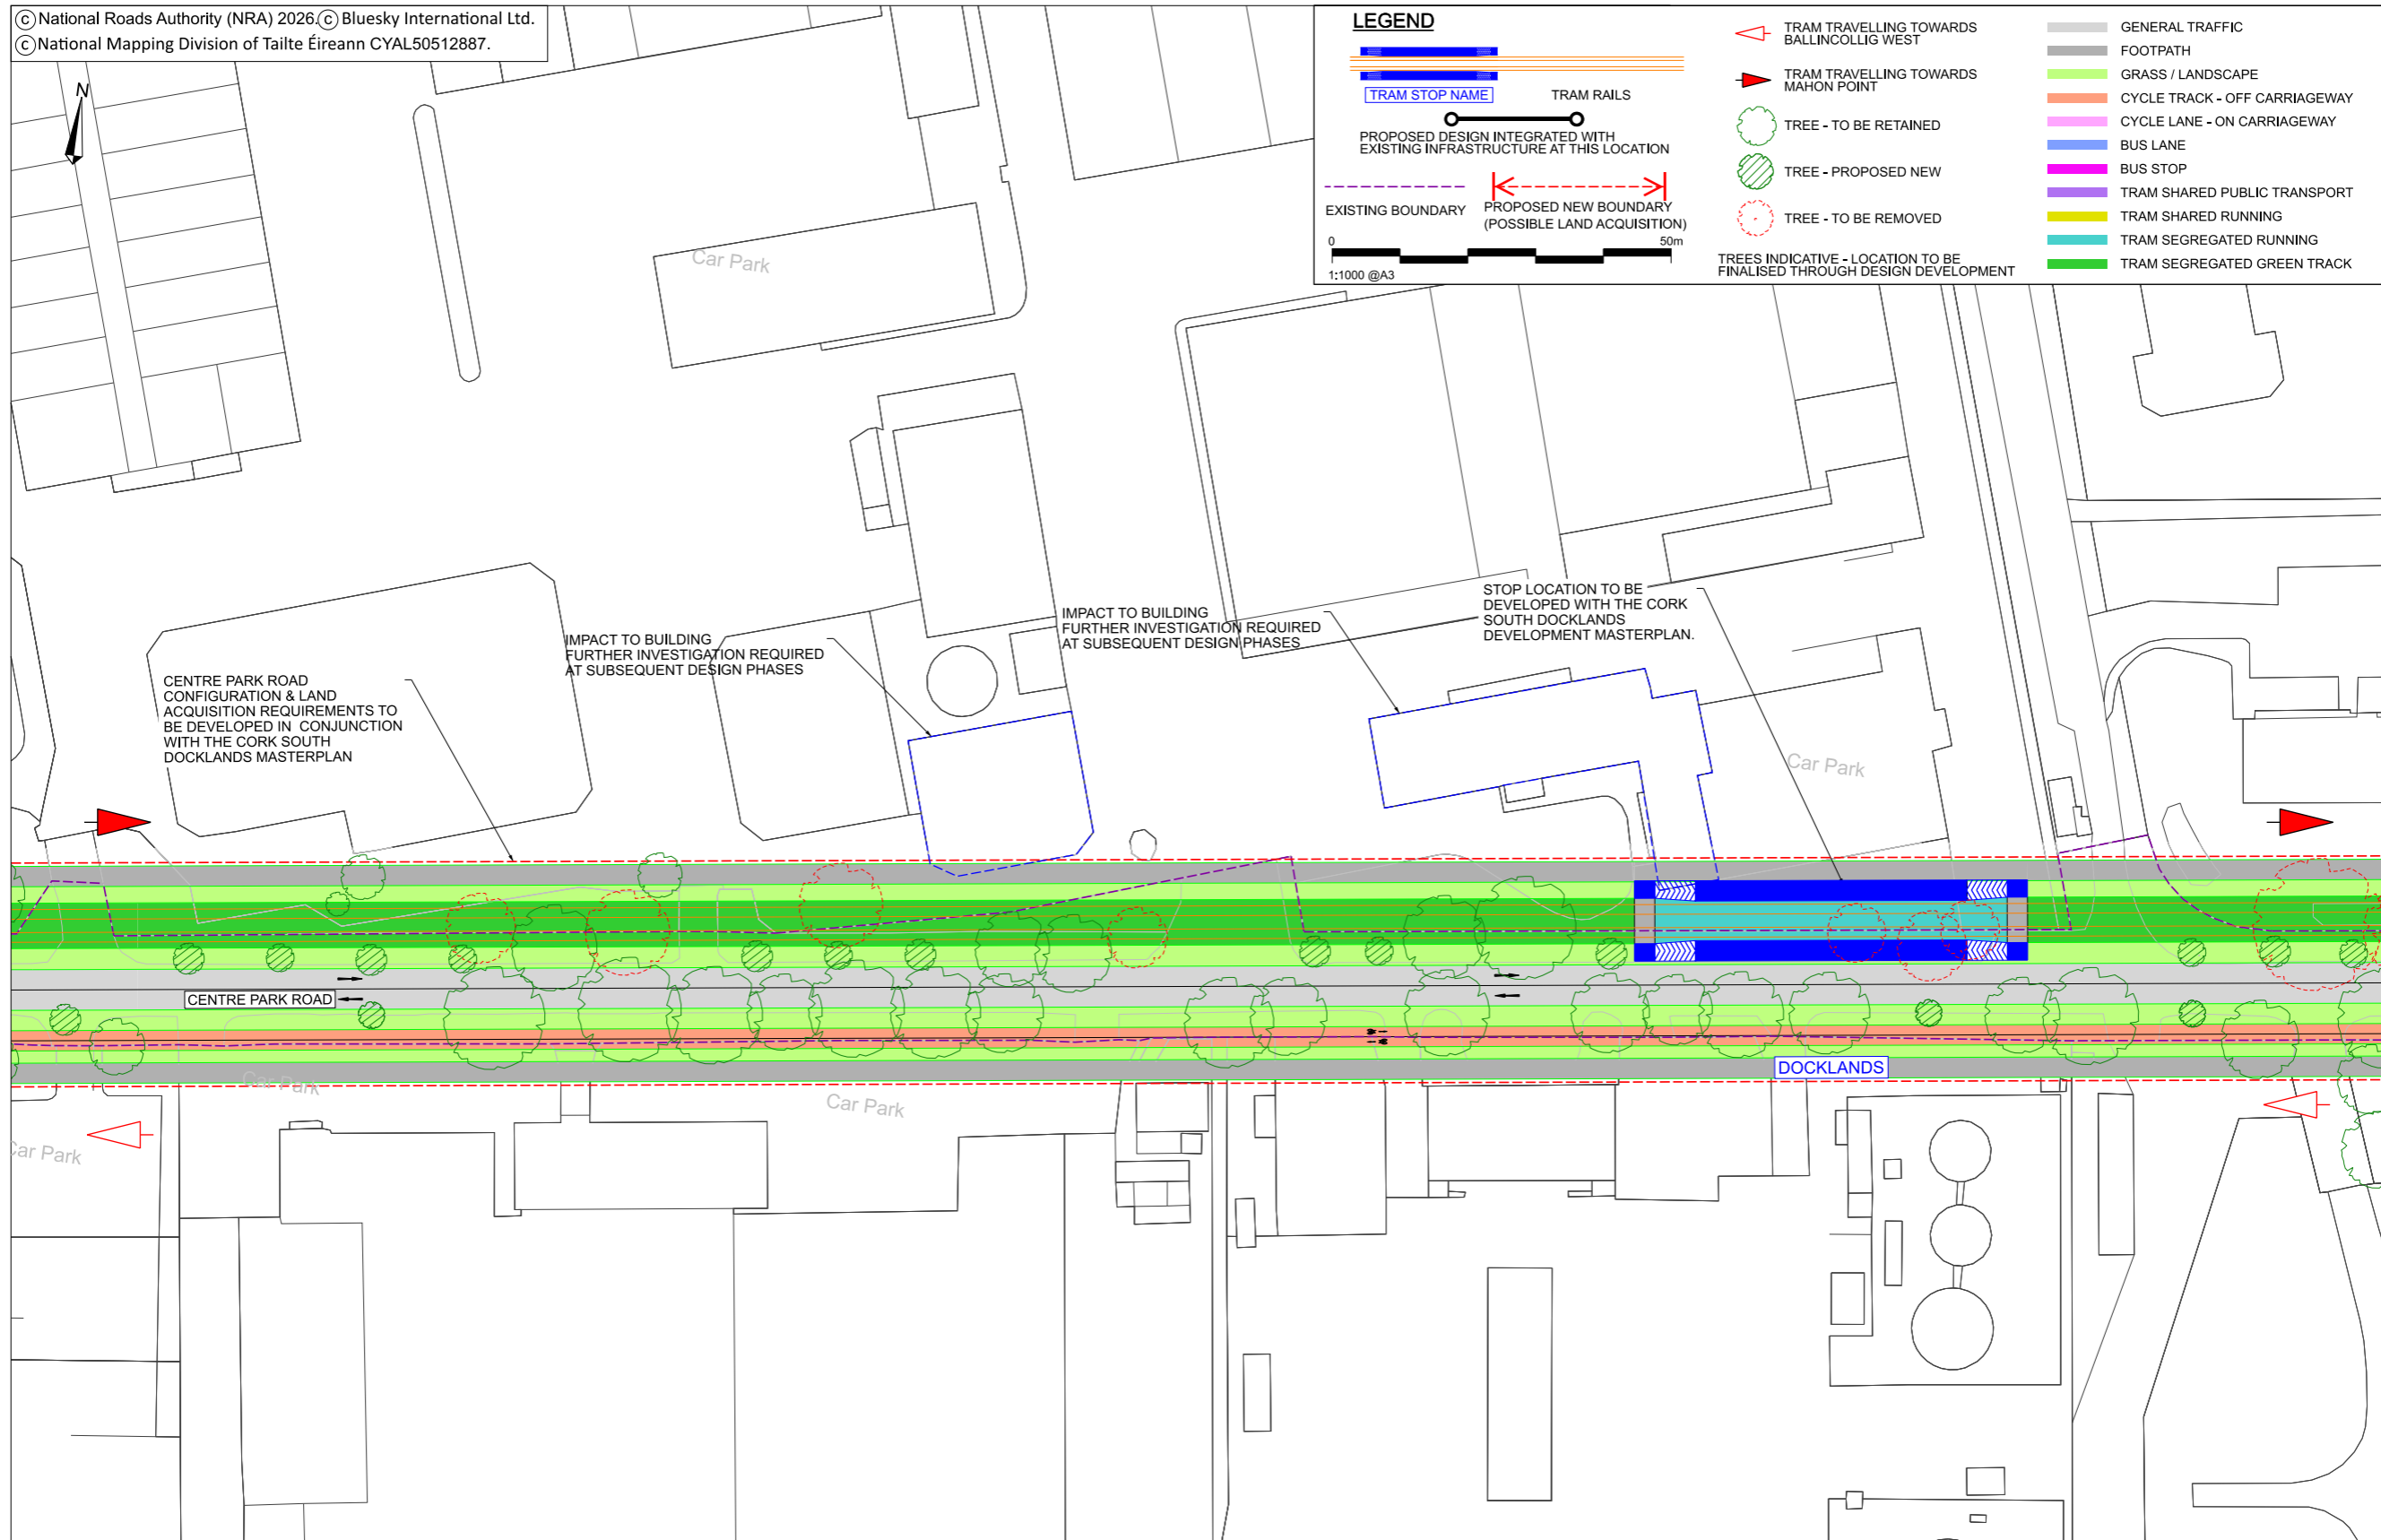 © National Roads Authority (NRA) 2026. © Bluesky International Ltd.
© National Mapping Division of Tailte Éireann CYAL50512887.
N
LEGEND
TRAM STOP NAME
TRAM RAILS
PROPOSED DESIGN INTEGRATED WITH
EXISTING INFRASTRUCTURE AT THIS LOCATION
EXISTING BOUNDARY
PROPOSED NEW BOUNDARY
(POSSIBLE LAND ACQUISITION)
0 50m
1:1000 @A3
TRAM TRAVELLING TOWARDS
BALLINCOLLIG WEST
TRAM TRAVELLING TOWARDS
MAHON POINT
TREE - TO BE RETAINED
TREE - PROPOSED NEW
TREE - TO BE REMOVED
TREES INDICATIVE - LOCATION TO BE
FINALISED THROUGH DESIGN DEVELOPMENT
GENERAL TRAFFIC
FOOTPATH
GRASS / LANDSCAPE
CYCLE TRACK - OFF CARRIAGEWAY
CYCLE LANE - ON CARRIAGEWAY
BUS LANE
BUS STOP
TRAM SHARED PUBLIC TRANSPORT
TRAM SHARED RUNNING
TRAM SEGREGATED RUNNING
TRAM SEGREGATED GREEN TRACK
Car Park
CENTRE PARK ROAD
CONFIGURATION & LAND
ACQUISITION REQUIREMENTS TO
BE DEVELOPED IN CONJUNCTION
WITH THE CORK SOUTH
DOCKLANDS MASTERPLAN
IMPACT TO BUILDING
FURTHER INVESTIGATION REQUIRED
AT SUBSEQUENT DESIGN PHASES
IMPACT TO BUILDING
FURTHER INVESTIGATION REQUIRED
AT SUBSEQUENT DESIGN PHASES
STOP LOCATION TO BE
DEVELOPED WITH THE CORK
SOUTH DOCKLANDS
DEVELOPMENT MASTERPLAN.
Car Park
CENTRE PARK ROAD
DOCKLANDS
Car Park
Car Park
Car Park